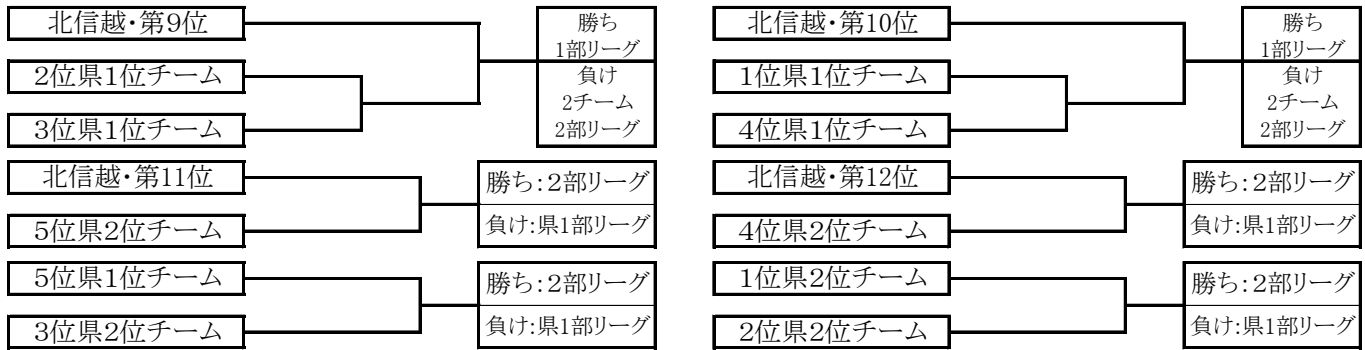 北信越・第9位
2位県1位チーム
3位県1位チーム
勝ち
1部リーグ
負け
2チーム
2部リーグ
北信越・第10位
1位県1位チーム
4位県1位チーム
勝ち
1部リーグ
負け
2チーム
2部リーグ
北信越・第11位
5位県2位チーム
勝ち：2部リーグ
負け：県1部リーグ
北信越・第12位
4位県2位チーム
勝ち：2部リーグ
負け：県1部リーグ
5位県1位チーム
3位県2位チーム
勝ち：2部リーグ
負け：県1部リーグ
1位県2位チーム
2位県2位チーム
勝ち：2部リーグ
負け：県1部リーグ